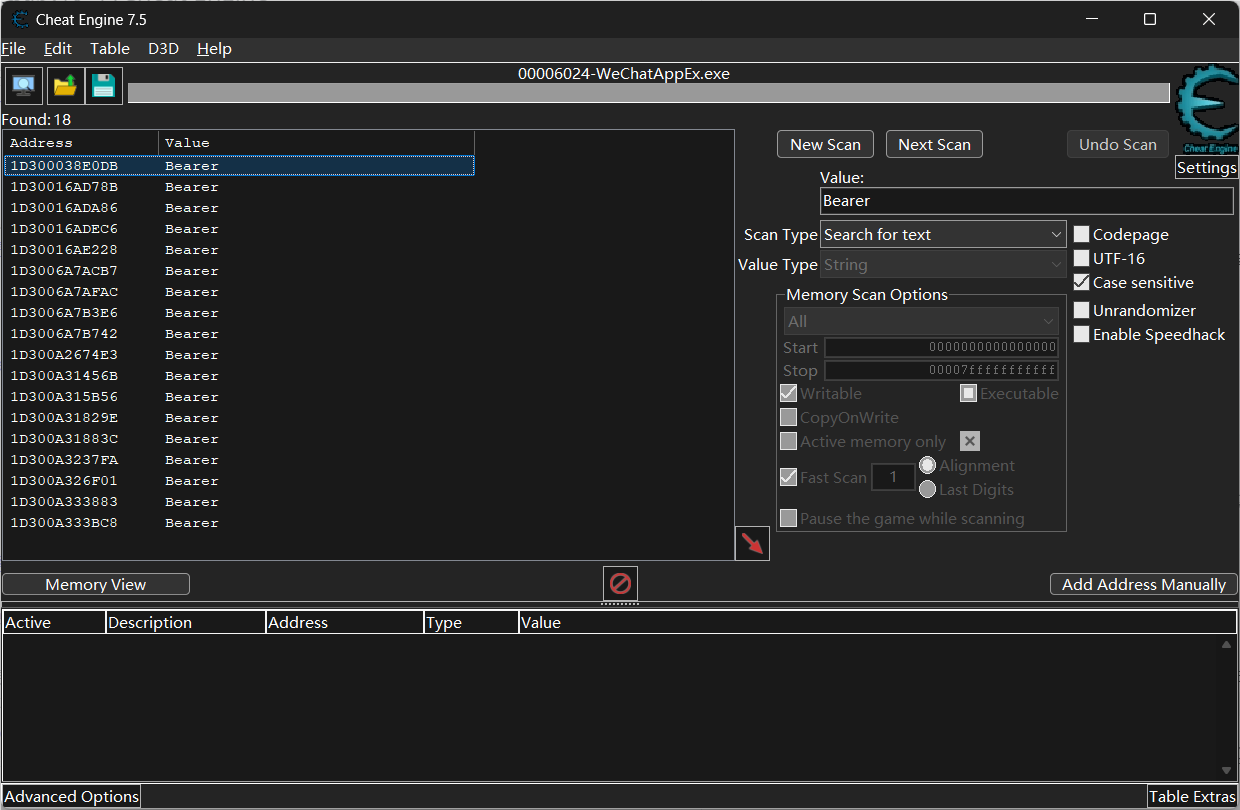 Cheat Engine 7.5
File Edit Table D3D Help
00006024-WeChatAppEx.exe
Found: 18
Address Value
1D300038E0DB Bearer
1D30016AD78B Bearer
1D30016ADA86 Bearer
1D30016ADEC6 Bearer
1D30016AE228 Bearer
1D3006A7ACB7 Bearer
1D3006A7AFAC Bearer
1D3006A7B3E6 Bearer
1D3006A7B742 Bearer
1D300A2674E3 Bearer
1D300A31456B Bearer
1D300A315B56 Bearer
1D300A31829E Bearer
1D300A31883C Bearer
1D300A3237FA Bearer
1D300A326F01 Bearer
1D300A333883 Bearer
1D300A333BC8 Bearer
New Scan Next Scan Undo Scan
Cheat Engine
Settings
Value:
Bearer
Scan Type Search for text
Value Type String
Codepage
UTF-16
Case sensitive
Unrandomizer
Enable Speedhack
Memory Scan Options
All
Start 0000000000000000
Stop 00007fffffffffff
Writable Executable
CopyOnWrite
Active memory only
Fast Scan 1 Alignment
Last Digits
Pause the game while scanning
Memory View Add Address Manually
Active Description Address Type Value
Advanced Options Table Extras